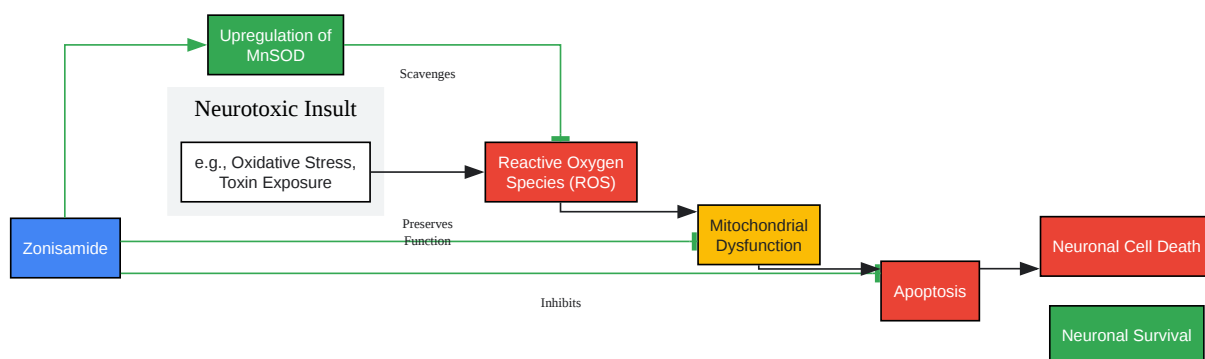 Upregulation of
MnSOD
Scavenges
Neurotoxic Insult
e.g., Oxidative Stress,
Toxin Exposure
Reactive Oxygen
Species (ROS)
Zonisamide
Preserves
Function
Mitochondrial
Dysfunction
Inhibits
Apoptosis
Neuronal Cell Death
Neuronal Survival